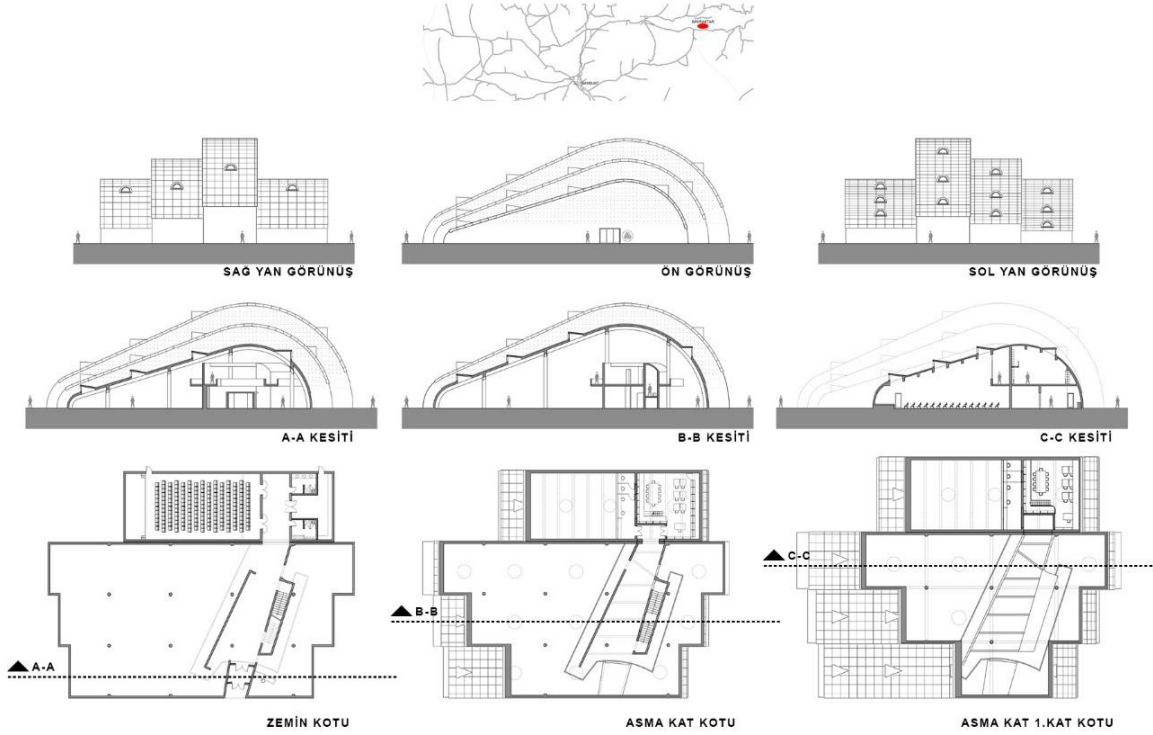 SAĞ YAN GÖRÜNÜŞ
ÖN GÖRÜNÜŞ
SOL YAN GÖRÜNÜŞ
A-A KESİTİ
B-B KESİTİ
C-C KESİTİ
A-A
B-B
C-C
ZEMİN KOTU
ASMA KAT KOTU
ASMA KAT 1.KAT KOTU